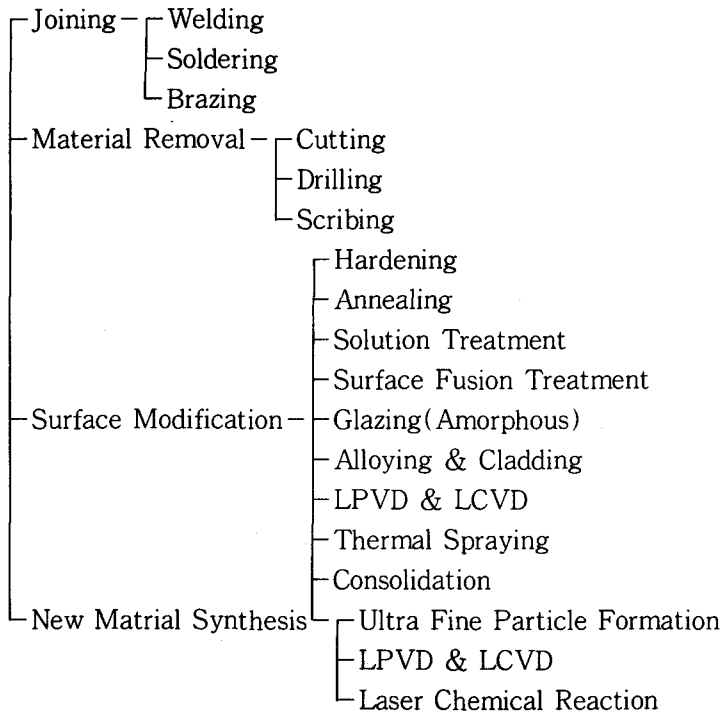 Joining Welding
Soldering
Brazing
Material Removal Cutting
Drilling
Scribing
Hardening
Annealing
Solution Treatment
Surface Fusion Treatment
Surface Modification Glazing(Amorphous)
Alloying & Cladding
LPVD & LCVD
Thermal Spraying
Consolidation
New Matrial Synthesis Ultra Fine Particle Formation
LPVD & LCVD
Laser Chemical Reaction